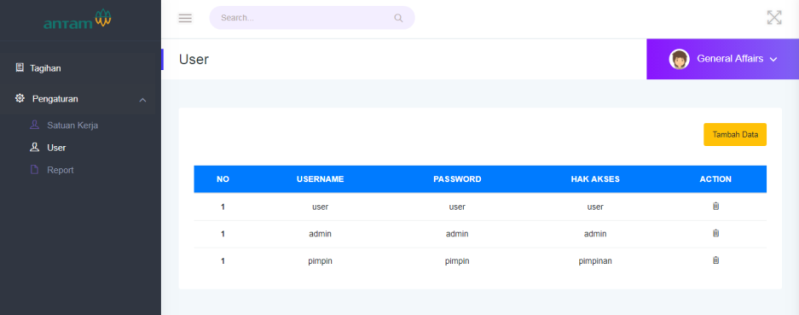 antam
Search...
User
General Affairs
Tagihan
Pengaturan
Satuan Kerja
User
Report
Tambah Data
NO USERNAME PASSWORD HAK AKSES ACTION
1 user user user
1 admin admin admin
1 pimpin pimpin pimpinan